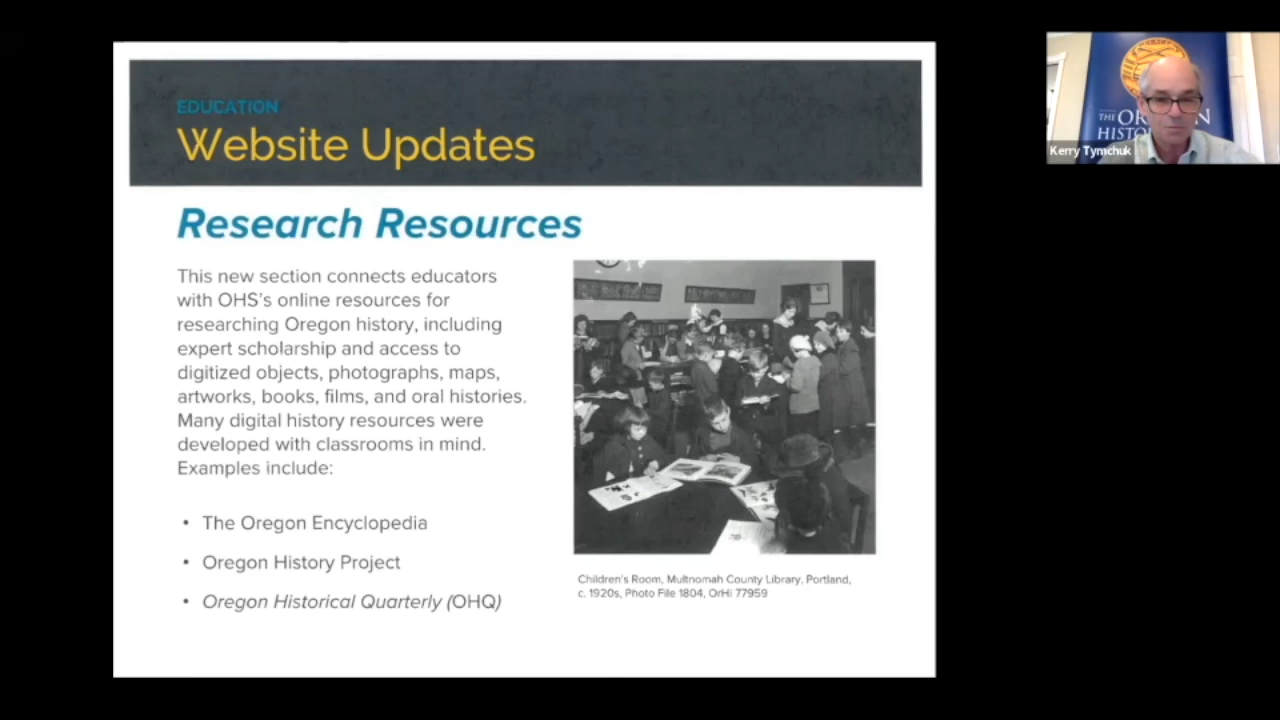 EDUCATION
Website Updates
Research Resources
This new section connects educators
with OHS's online resources for
researching Oregon history, including
expert scholarship and access to
digitized objects, photographs, maps,
artworks, books, films, and oral histories.
Many digital history resources were
developed with classrooms in mind.
Examples include:
• The Oregon Encyclopedia
• Oregon History Project
• Oregon Historical Quarterly (OHQ)
Children's Room, Multnomah County Library, Portland,
c. 1920s, Photo File 1804, OrHi 77959
THE
Kerry Tymchuk